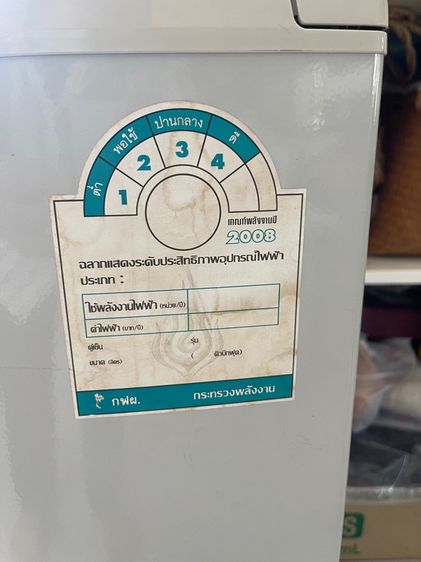 ต่ำ พอใช้ ปานกลาง ดี
1 2 3 4
เกณฑ์พลังงานปี
2008
ฉลากแสดงระดับประสิทธิภาพอุปกรณ์ไฟฟ้า
ประเภท :
ใช้พลังงานไฟฟ้า (หน่วย/ปี)
ค่าไฟฟ้า (บาท/ปี)
ตู้เย็น รุ่น
ขนาด (ลิตร) ( คิวบิกฟุต)
กฟผ. กระทรวงพลังงาน
S
mL